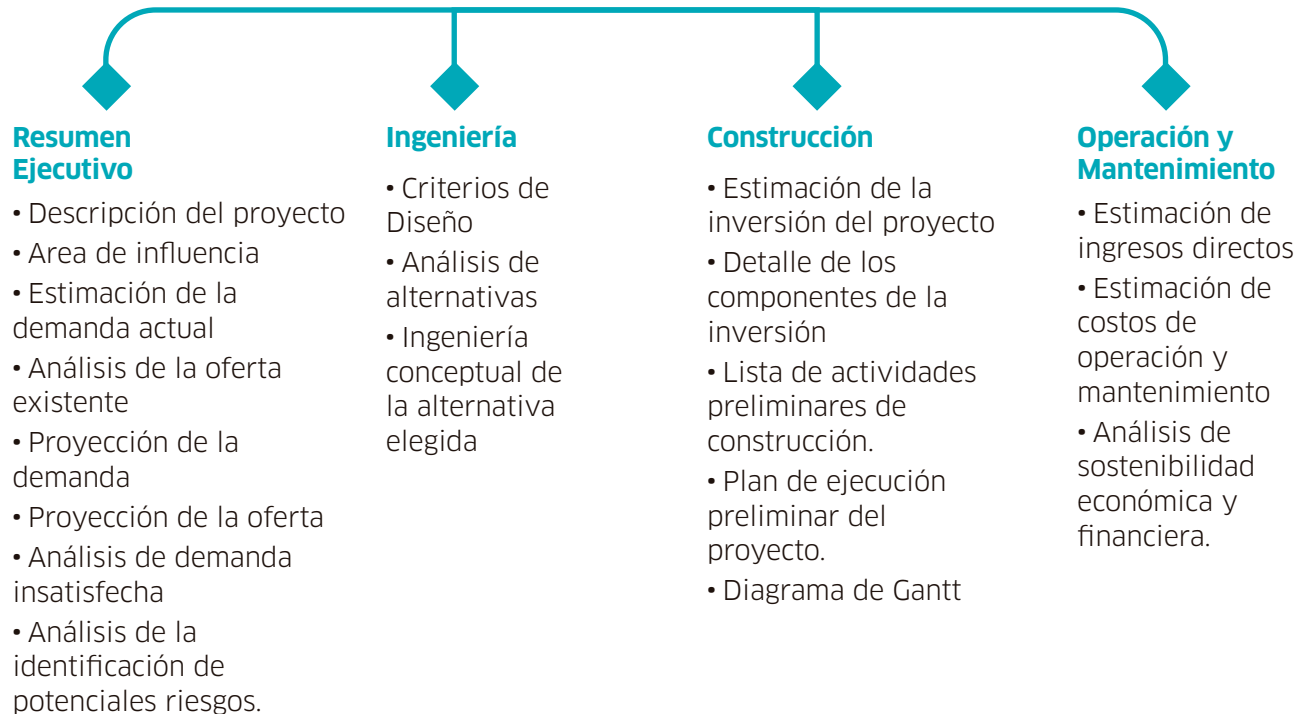 Resumen
Ejecutivo
• Descripción del proyecto
• Area de influencia
• Estimación de la
demanda actual
• Análisis de la oferta
existente
• Proyección de la
demanda
• Proyección de la oferta
• Análisis de demanda
insatisfecha
• Análisis de la
identificación de
potenciales riesgos.
Ingeniería
• Criterios de
Diseño
• Análisis de
alternativas
• Ingeniería
conceptual de
la alternativa
elegida
Construcción
• Estimación de la
inversión del proyecto
• Detalle de los
componentes de la
inversión
• Lista de actividades
preliminares de
construcción.
• Plan de ejecución
preliminar del
proyecto.
• Diagrama de Gantt
Operación y
Mantenimiento
• Estimación de
ingresos directos
• Estimación de
costos de
operación y
mantenimiento
• Análisis de
sostenibilidad
económica y
financiera.